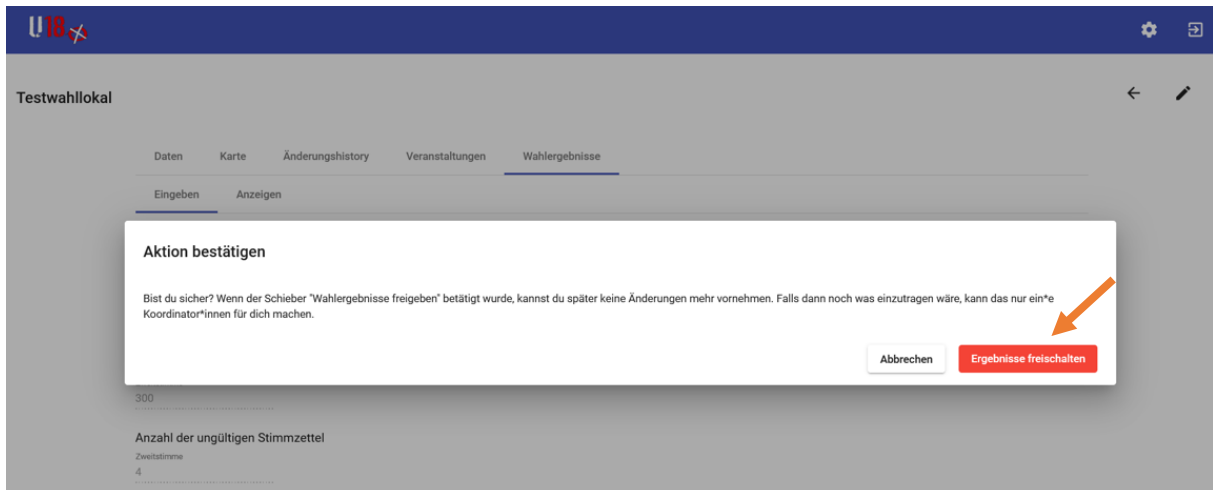 U18
Testwahllokal
Daten Karte Änderungshistory Veranstaltungen Wahlergebnisse
Eingeben Anzeigen
Aktion bestätigen
Bist du sicher? Wenn der Schieber "Wahlergebnisse freigeben" betätigt wurde, kannst du später keine Änderungen mehr vornehmen. Falls dann noch was einzutragen wäre, kann das nur ein*e
Koordinator*innen für dich machen.
Abbrechen Ergebnisse freischalten
300
Anzahl der ungültigen Stimmzettel
Zweitstimme
4